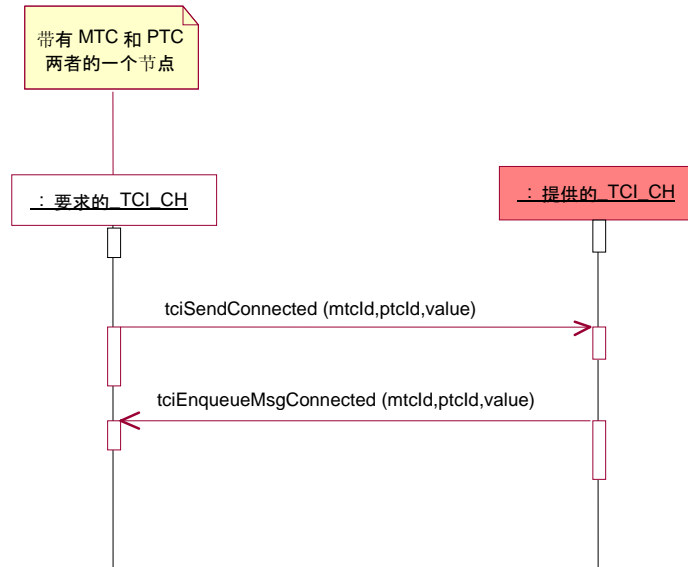 带有 MTC 和 PTC
两者的一个节点
: 要求的_TCI_CH
: 提供的_TCI_CH
tciSendConnected (mtcId,ptcId,value)
tciEnqueueMsgConnected (mtcId,ptcId,value)